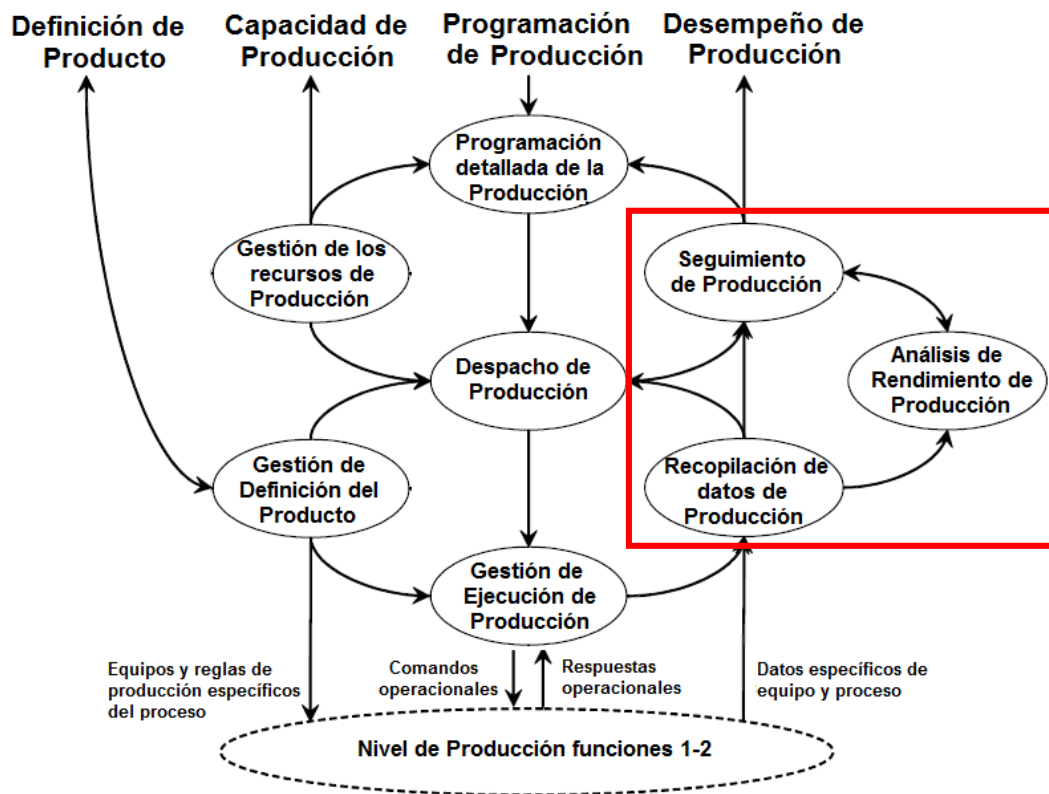 Definición de
Producto
Capacidad de
Producción
Programación
de Producción
Desempeño de
Producción
Programación
detallada de la
Producción
Gestión de los
recursos de
Producción
Seguimiento
de Producción
Despacho de
Producción
Análisis de
Rendimiento de
Producción
Gestión de
Definición del
Producto
Recopilación de
datos de
Producción
Gestión de
Ejecución de
Producción
Equipos y reglas de
producción específicos
del proceso
Comandos
operacionales
Respuestas
operacionales
Datos específicos de
equipo y proceso
Nivel de Producción funciones 1-2